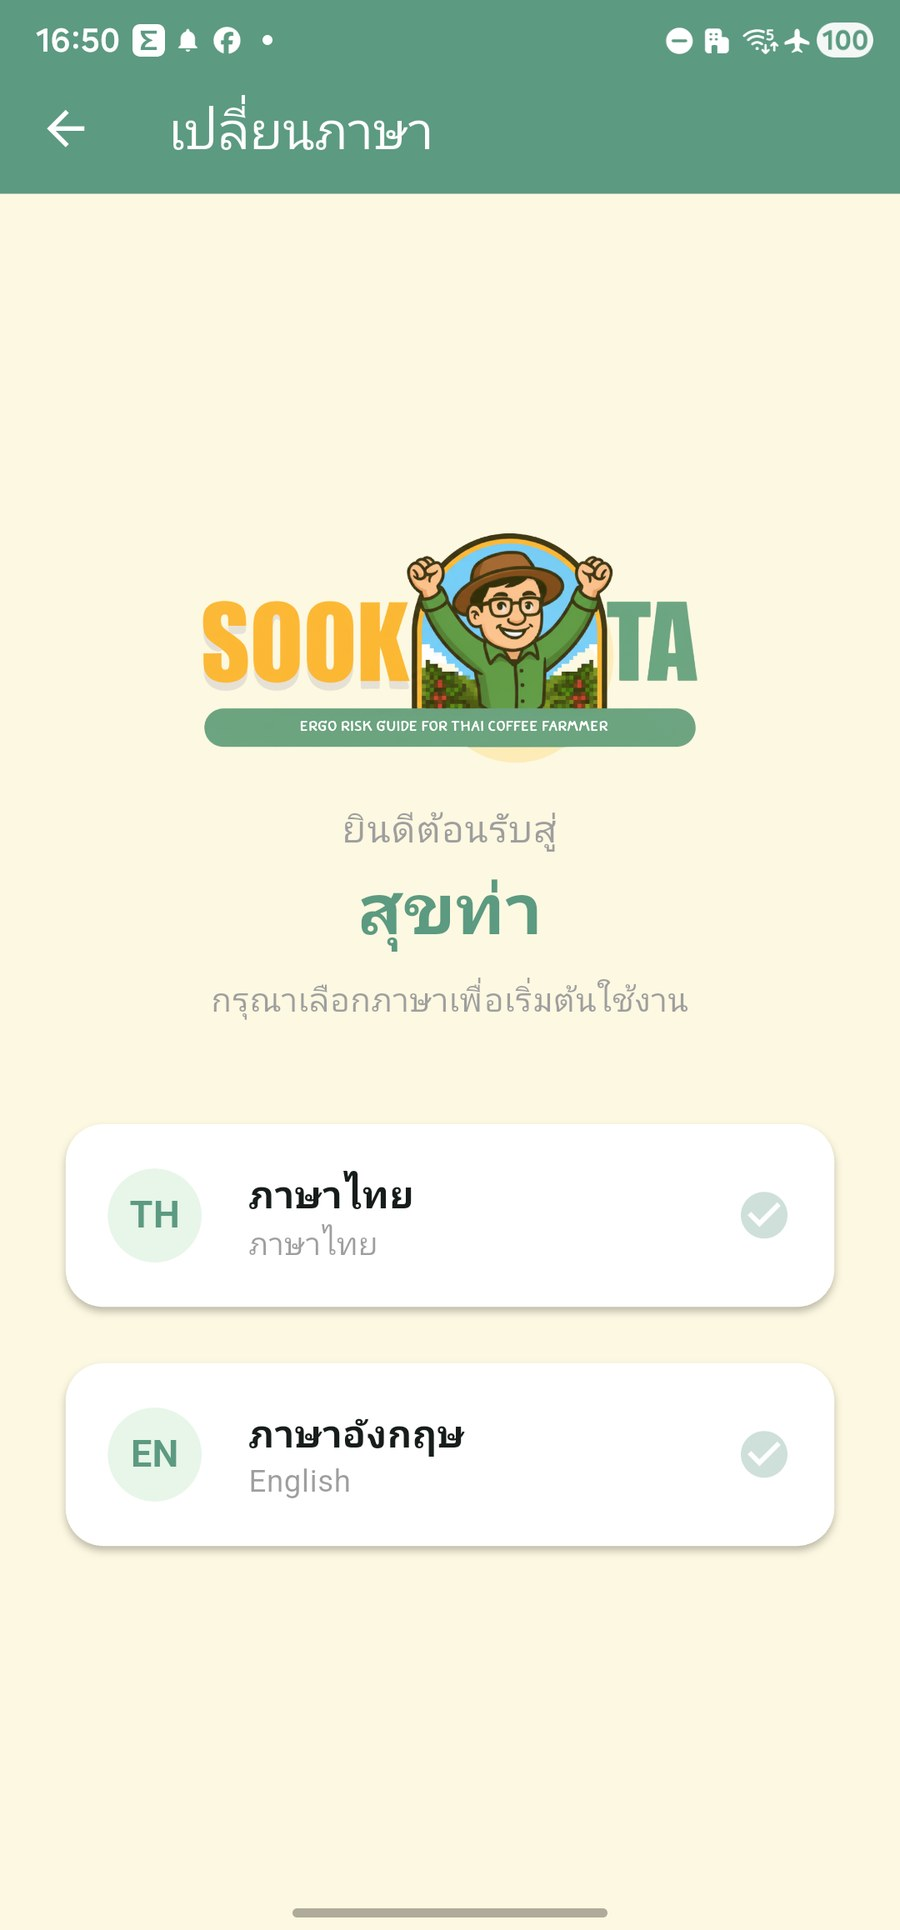 16:50
100
เปลี่ยนภาษา
SOOK TA
ERGO RISK GUIDE FOR THAI COFFEE FARMMER
ยินดีต้อนรับสู่
สุขท่า
กรุณาเลือกภาษาเพื่อเริ่มต้นใช้งาน
TH
ภาษาไทย
ภาษาไทย
EN
ภาษาอังกฤษ
English